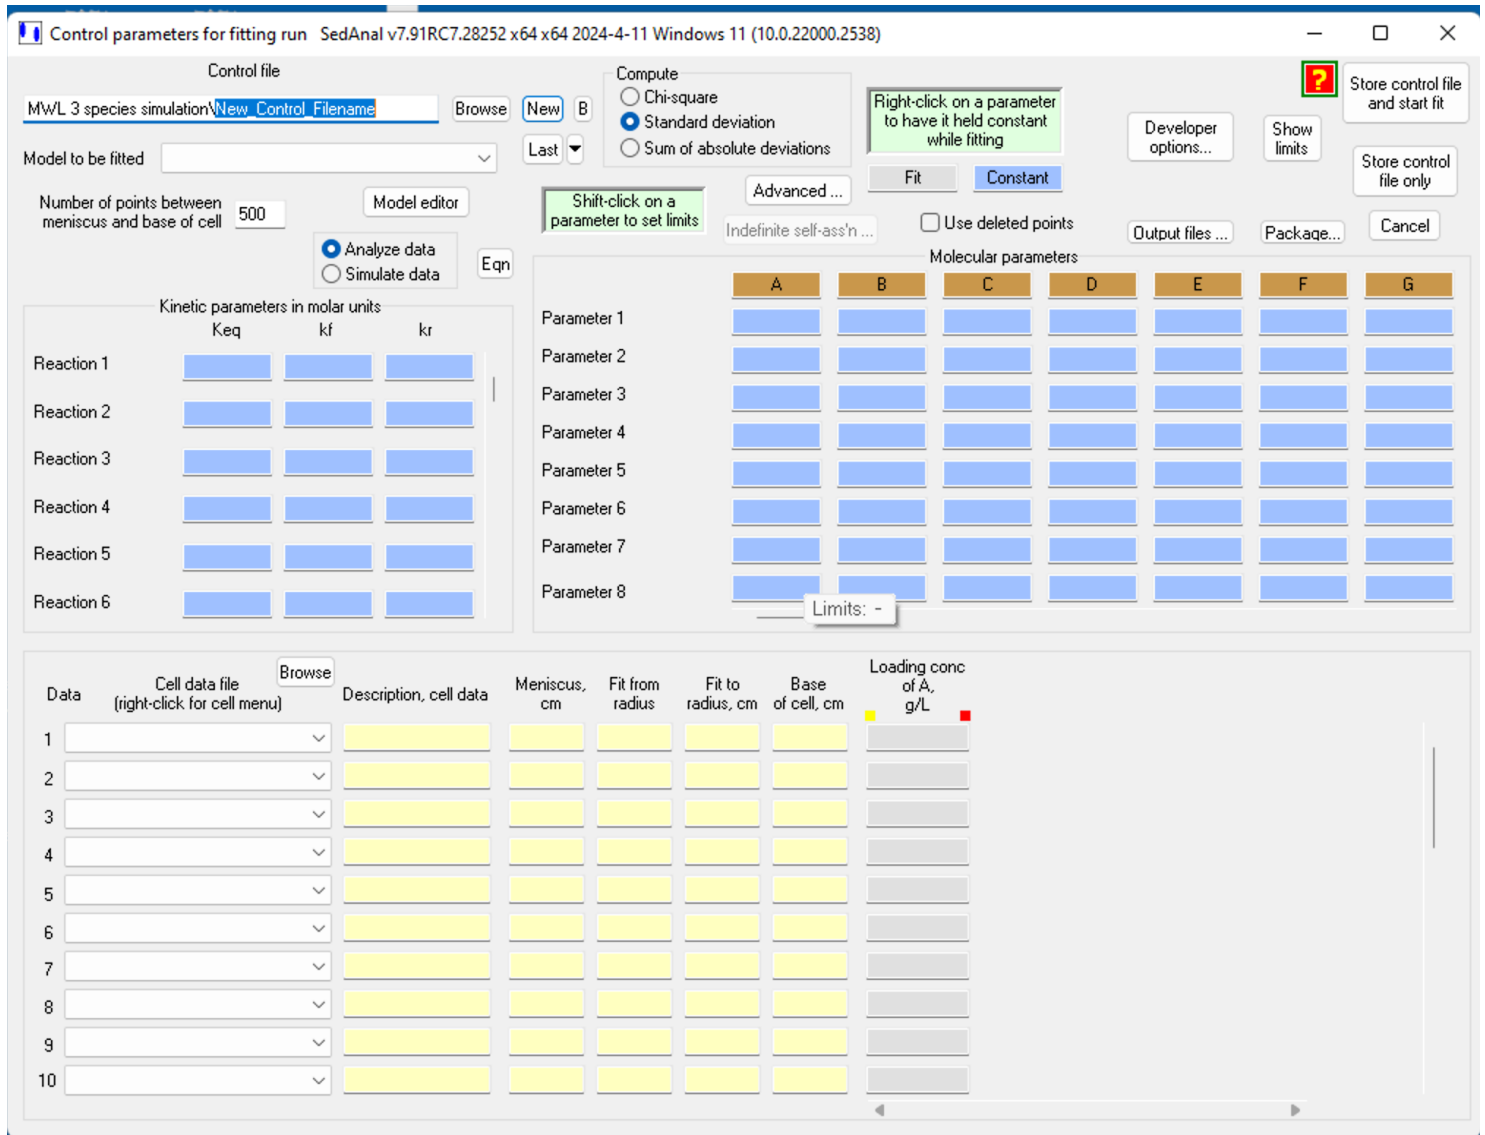 Control parameters for fitting run SedAnal v7.91RC7.28252 x64 x64 2024-4-11 Windows 11 (10.0.22000.2538)
Control file
MWL 3 species simulation\New_Control_Filename
Browse
New
B
Last
Model to be fitted
Number of points between
meniscus and base of cell
500
Model editor
Analyze data
Simulate data
Eqn
Compute
Chi-square
Standard deviation
Sum of absolute deviations
Right-click on a parameter
to have it held constant
while fitting
Fit
Constant
Shift-click on a
parameter to set limits
Advanced ...
Indefinite self-ass'n ...
Use deleted points
Developer
options...
Show
limits
?
Store control file
and start fit
Store control
file only
Cancel
Output files ...
Package...
Kinetic parameters in molar units
Keq kf kr
Reaction 1
Reaction 2
Reaction 3
Reaction 4
Reaction 5
Reaction 6
Molecular parameters
A B C D E F G
Parameter 1
Parameter 2
Parameter 3
Parameter 4
Parameter 5
Parameter 6
Parameter 7
Parameter 8
Limits: -
Data
Cell data file
(right-click for cell menu)
Browse
Description, cell data
Meniscus,
cm
Fit from
radius
Fit to
radius, cm
Base
of cell, cm
Loading conc
of A,
g/L
1
2
3
4
5
6
7
8
9
10